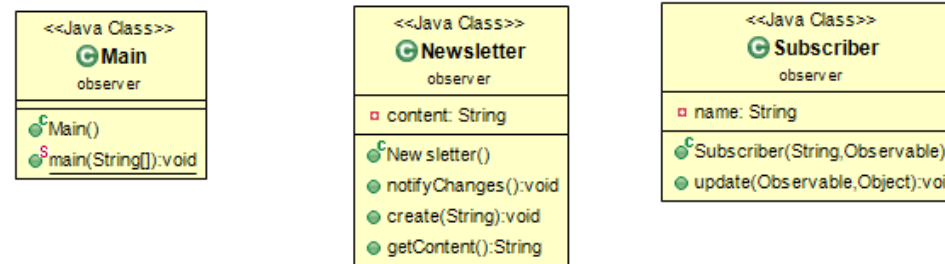 <<Java Class>>
Main
observer
Main()
main(String[]):void
<<Java Class>>
Newsletter
observer
content: String
Newsletter()
notifyChanges():void
create(String):void
getContent():String
<<Java Class>>
Subscriber
observer
name: String
Subscriber(String,Observable)
update(Observable,Object):voi